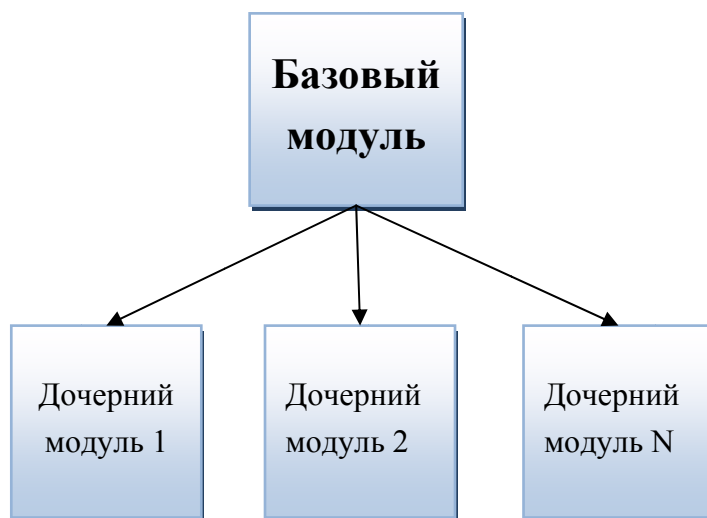 Базовый
модуль
Дочерний
модуль 1
Дочерний
модуль 2
Дочерний
модуль N